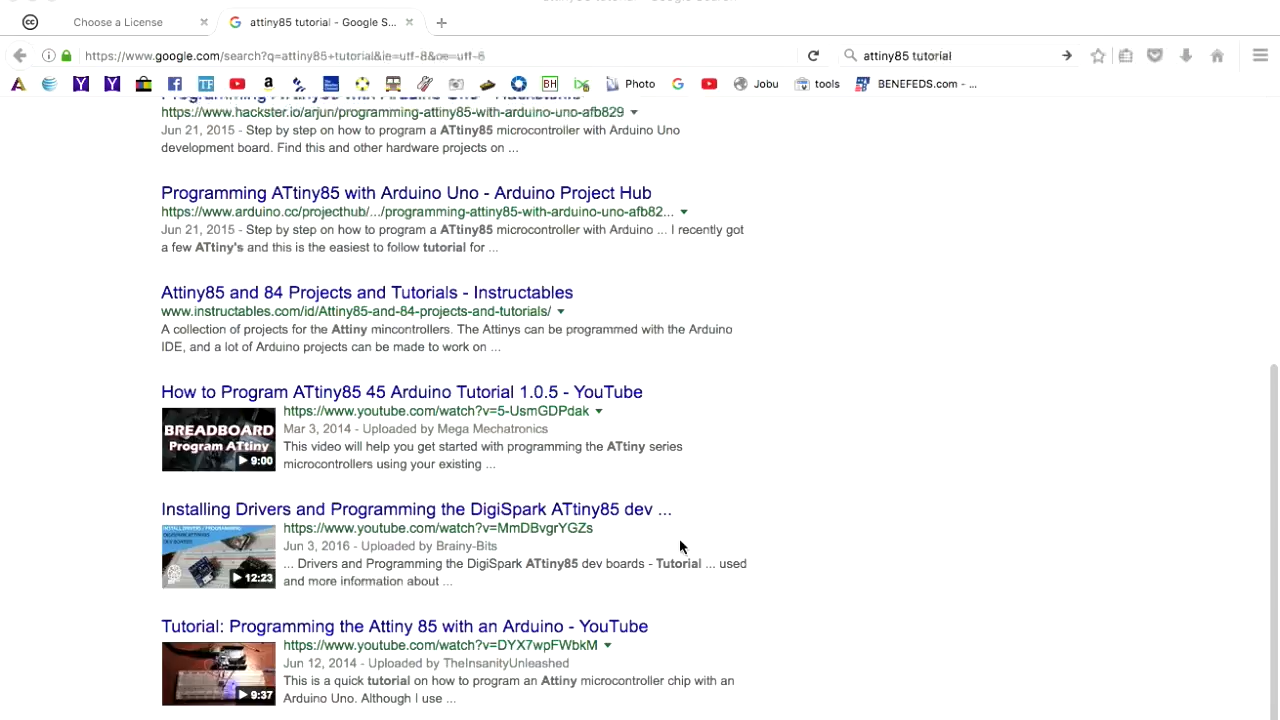 Choose a License
attiny85 tutorial - Google S...
https://www.google.com/search?q=attiny85+tutorial&ie=utf-8&oe=utf-8
attiny85 tutorial
BH
Photo
Jobu
tools
BENEFEDS.com - ...
https://www.hackster.io/arjun/programming-attiny85-with-arduino-uno-afb829
Jun 21, 2015 - Step by step on how to program a ATtiny85 microcontroller with Arduino Uno
development board. Find this and other hardware projects on ...
Programming ATtiny85 with Arduino Uno - Arduino Project Hub
https://www.arduino.cc/projecthub/.../programming-attiny85-with-arduino-uno-afb82...
Jun 21, 2015 - Step by step on how to program a ATtiny85 microcontroller with Arduino ... I recently got
a few ATtiny's and this is the easiest to follow tutorial for ...
Attiny85 and 84 Projects and Tutorials - Instructables
www.instructables.com/id/Attiny85-and-84-projects-and-tutorials/
A collection of projects for the Attiny mincontrollers. The Attinys can be programmed with the Arduino
IDE, and a lot of Arduino projects can be made to work on ...
How to Program ATtiny85 45 Arduino Tutorial 1.0.5 - YouTube
https://www.youtube.com/watch?v=5-UsmGDPdak
BREADBOARD
Program ATtiny
9:00
Mar 3, 2014 - Uploaded by Mega Mechatronics
This video will help you get started with programming the ATtiny series
microcontrollers using your existing ...
Installing Drivers and Programming the DigiSpark ATtiny85 dev ...
https://www.youtube.com/watch?v=MmDBvgrYGZs
12:23
Jun 3, 2016 - Uploaded by Brainy-Bits
... Drivers and Programming the DigiSpark ATtiny85 dev boards - Tutorial ... used
and more information about ...
Tutorial: Programming the Attiny 85 with an Arduino - YouTube
https://www.youtube.com/watch?v=DYX7wpFWbkM
9:37
Jun 12, 2014 - Uploaded by TheInsanityUnleashed
This is a quick tutorial on how to program an Attiny microcontroller chip with an
Arduino Uno. Although I use ...